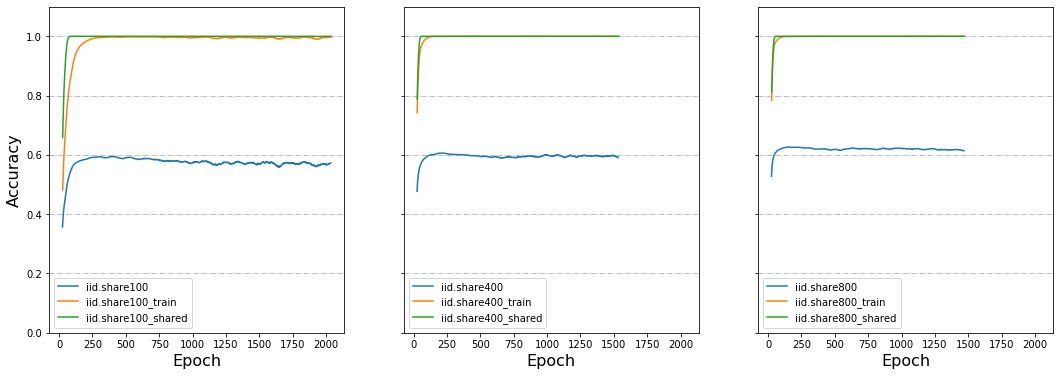 Accuracy
1.0
0.8
0.6
0.4
0.2
0.0
iid.share100
iid.share100_train
iid.share100_shared
0 250 500 750 1000 1250 1500 1750 2000
Epoch
iid.share400
iid.share400_train
iid.share400_shared
0 250 500 750 1000 1250 1500 1750 2000
Epoch
iid.share800
iid.share800_train
iid.share800_shared
0 250 500 750 1000 1250 1500 1750 2000
Epoch